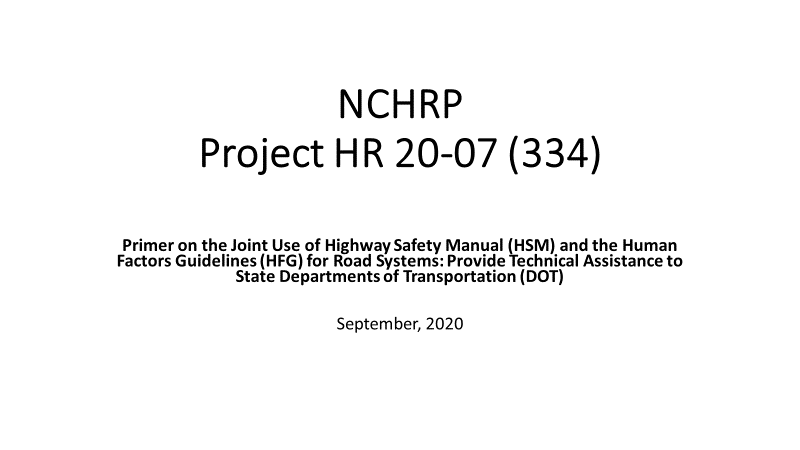 NCHRP
Project HR 20-07 (334)
Primer on the Joint Use of Highway Safety Manual (HSM) and the Human
Factors Guidelines (HFG) for Road Systems: Provide Technical Assistance to
State Departments of Transportation (DOT)
September, 2020